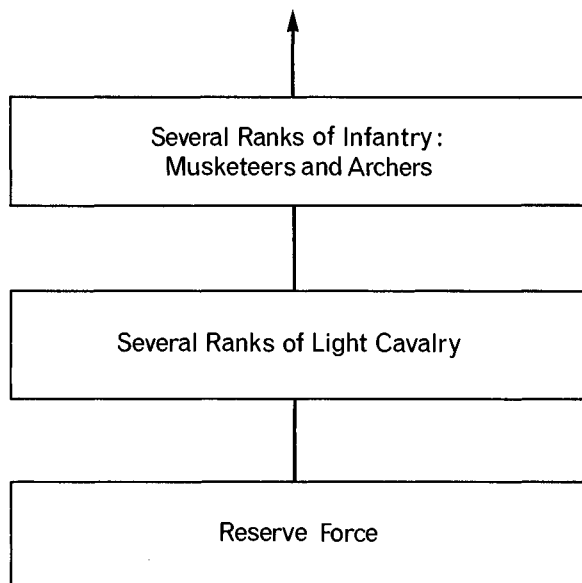 Several Ranks of Infantry:
Musketeers and Archers
Several Ranks of Light Cavalry
Reserve Force